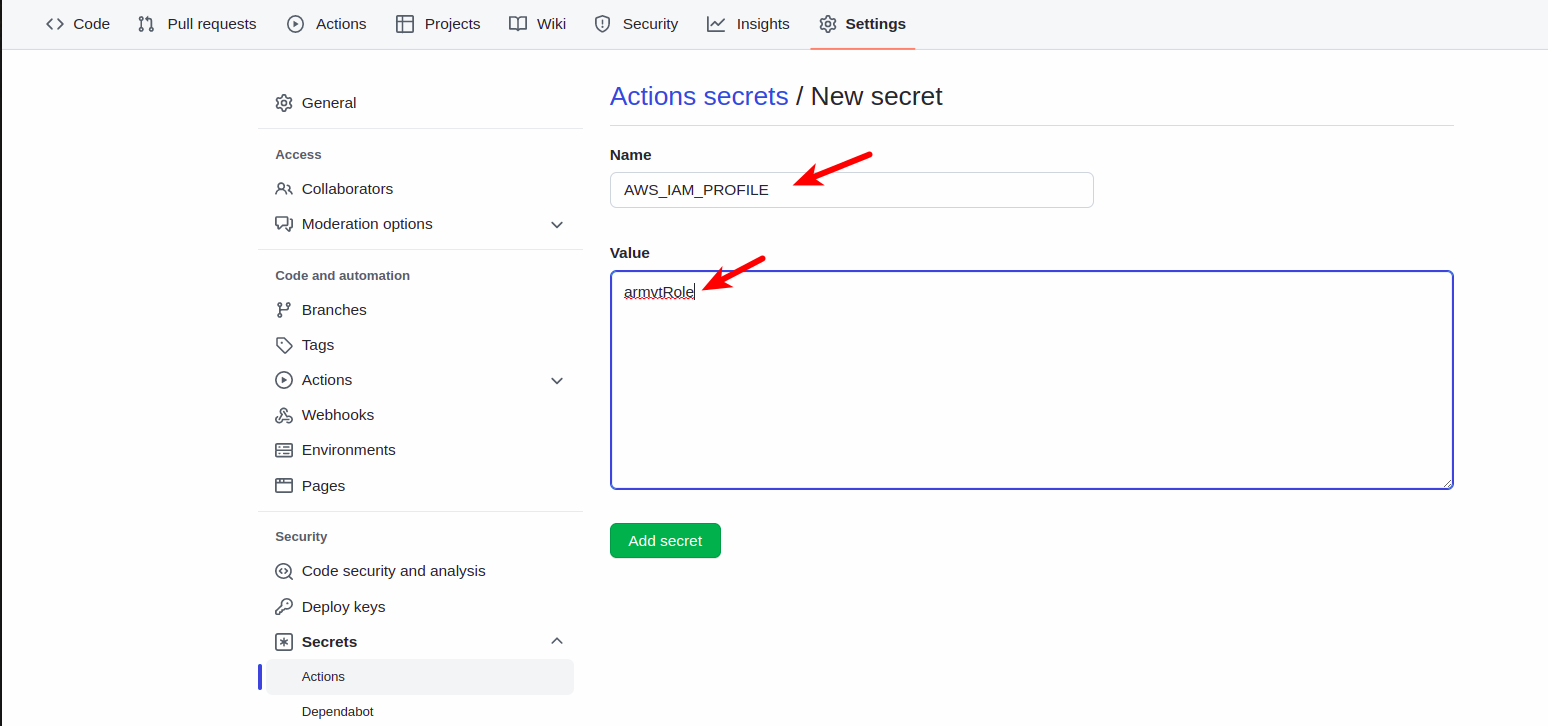 Code Pull requests Actions Projects Wiki Security Insights Settings
General
Access
Collaborators
Moderation options
Code and automation
Branches
Tags
Actions
Webhooks
Environments
Pages
Security
Code security and analysis
Deploy keys
Secrets
Actions
Dependabot
Actions secrets / New secret
Name
AWS_IAM_PROFILE
Value
armvtRole
Add secret